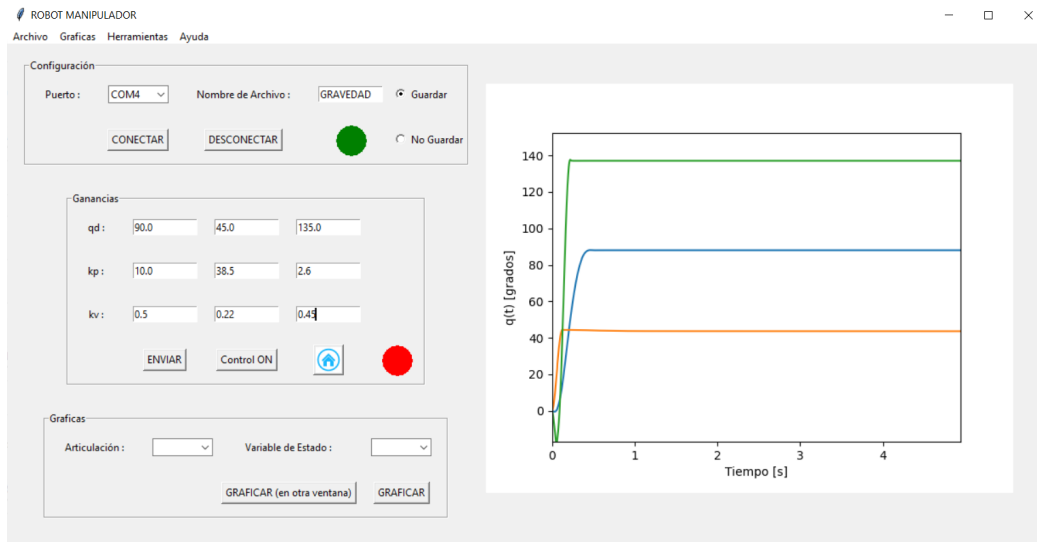 ROBOT MANIPULADOR
Archivo Graficas Herramientas Ayuda
Configuración
Puerto : COM4 Nombre de Archivo : GRAVEDAD Guardar
CONECTAR DESCONECTAR No Guardar
Ganancias
qd : 90.0 45.0 135.0
kp : 10.0 38.5 2.6
kv : 0.5 0.22 0.45
ENVIAR Control ON
Graficas
Articulación : Variable de Estado :
GRAFICAR (en otra ventana) GRAFICAR
q(t) [grados]
140
120
100
80
60
40
20
0
0 1 2 3 4
Tiempo [s]